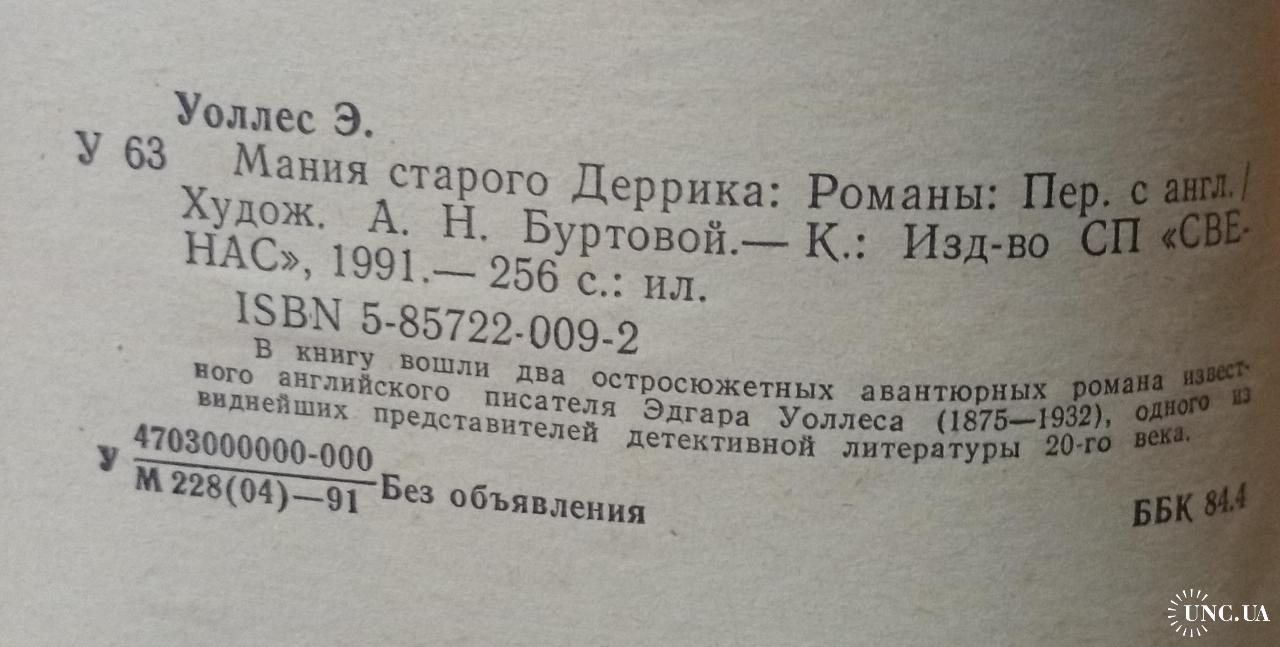 Уоллес Э.
У 63 Мания старого Деррика: Романы: Пер. с англ./
Худож. А. Н. Буртовой.— К.: Изд-во СП «СВЕ-
НАС», 1991.— 256 с.: ил.
ISBN 5-85722-009-2
В книгу вошли два остросюжетных авантюрных романа извест-
ного английского писателя Эдгара Уоллеса (1875—1932), одного из
виднейших представителей детективной литературы 20-го века.
У 4703000000-000
М 228(04)—91 Без объявления
ББК 84.4
UNC.UA